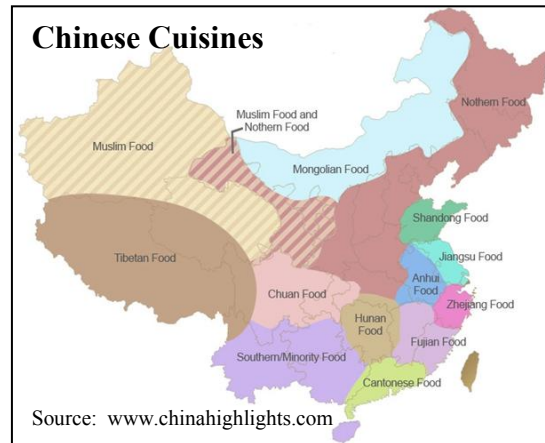 Chinese Cuisines
Nothern Food
Muslim Food and
Nothern Food
Muslim Food
Mongolian Food
Shandong Food
Tibetan Food
Jiangsu Food
Anhui
Food
Chuan Food
Zhejiang Food
Hunan
Food
Fujian Food
Southern/Minority Food
Cantonese Food
Source:  www.chinahighlights.com